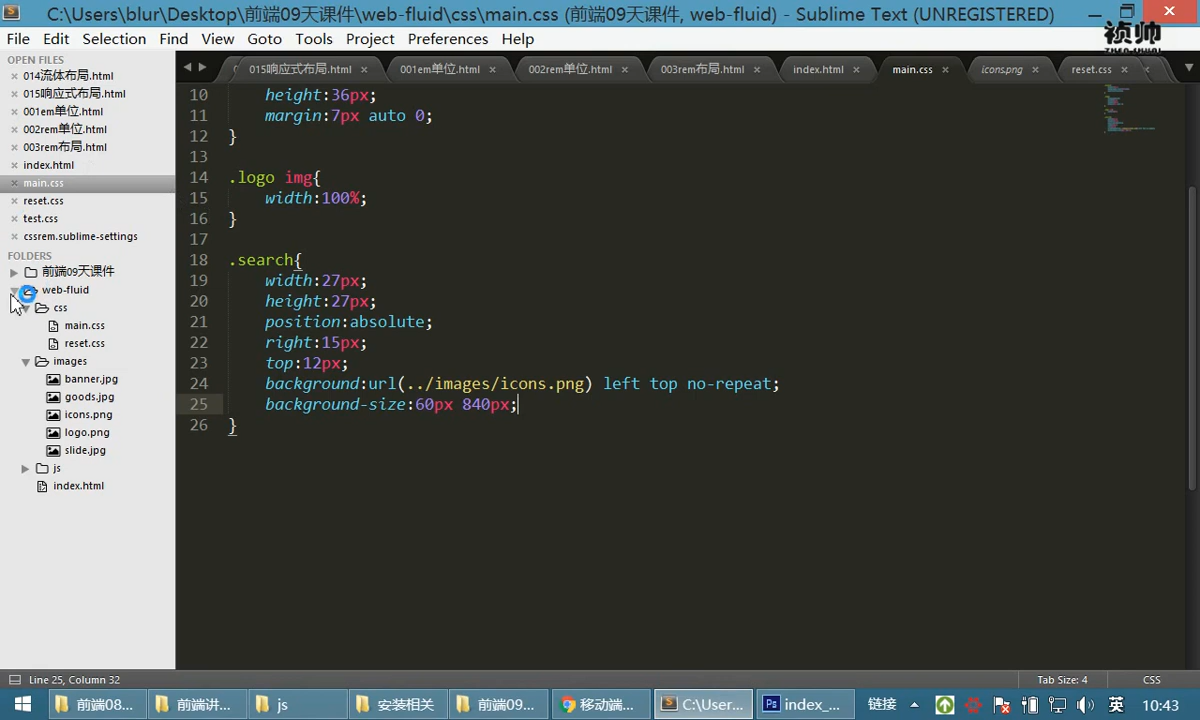 C:\Users\blur\Desktop\前端09天课件\web-fluid\css\main.css (前端09天课件, web-fluid) - Sublime Text (UNREGISTERED)
祯帅
ZHEN SHUAI
File Edit Selection Find View Goto Tools Project Preferences Help
OPEN FILES
014流体布局.html
015响应式布局.html
001em单位.html
002rem单位.html
003rem布局.html
index.html
main.css
reset.css
test.css
cssrem.sublime-settings
FOLDERS
前端09天课件
web-fluid
css
main.css
reset.css
images
banner.jpg
goods.jpg
icons.png
logo.png
slide.jpg
js
index.html
015响应式布局.html 001em单位.html 002rem单位.html 003rem布局.html index.html main.css icons.png reset.css
10 height:36px;
11 margin:7px auto 0;
12 }
13
14 .logo img{
15 width:100%;
16 }
17
18 .search{
19 width:27px;
20 height:27px;
21 position:absolute;
22 right:15px;
23 top:12px;
24 background:url(../images/icons.png) left top no-repeat;
25 background-size:60px 840px;
26 }
Line 25, Column 32 Tab Size: 4 CSS
前端08... 前端讲... js 安装相关 前端09... 移动端... C:\User... index_... 链接 英 10:43